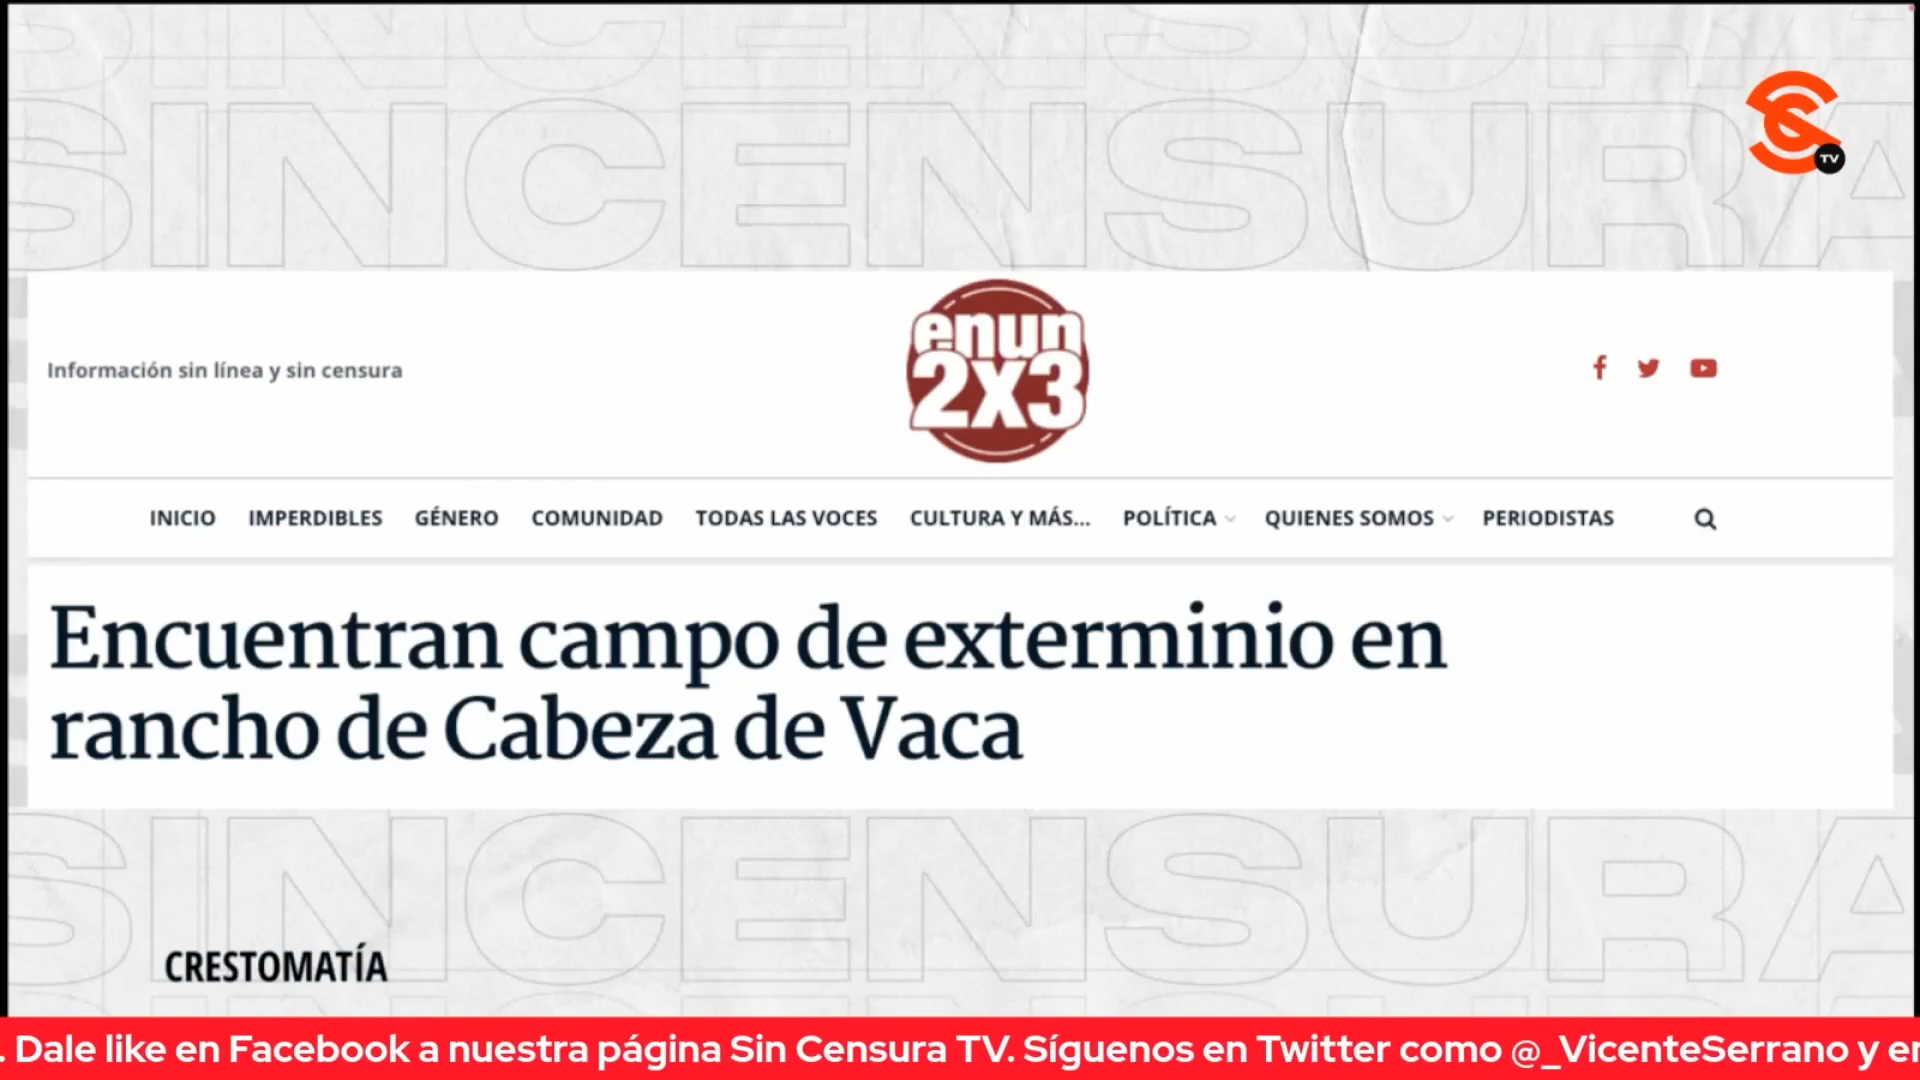 SINCENSURA
SINCENSURA
TV
enun
2x3
Información sin línea y sin censura
INICIO IMPERDIBLES GÉNERO COMUNIDAD TODAS LAS VOCES CULTURA Y MÁS... POLÍTICA QUIENES SOMOS PERIODISTAS
Encuentran campo de exterminio en
rancho de Cabeza de Vaca
SINCENSURA
CRESTOMATÍA
. Dale like en Facebook a nuestra página Sin Censura TV. Síguenos en Twitter como @_VicenteSerrano y